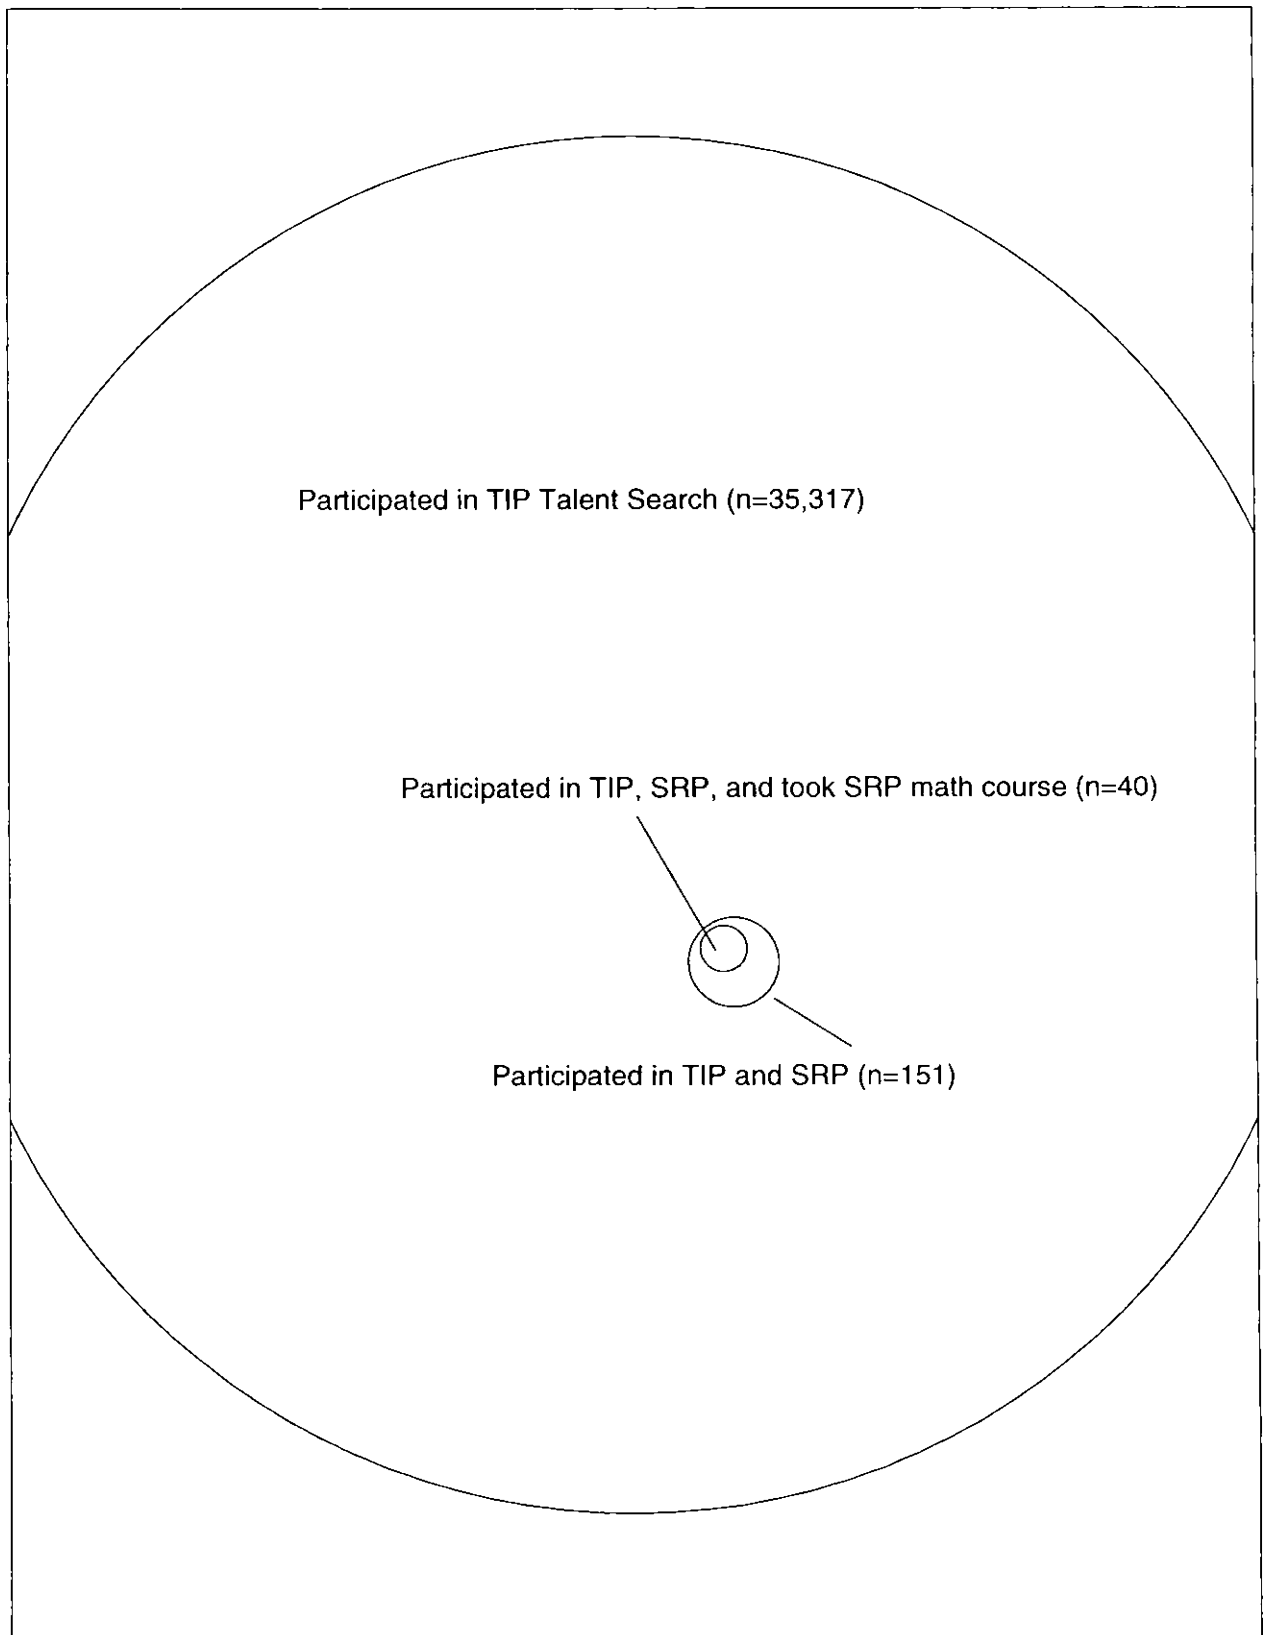 Participated in TIP Talent Search (n=35,317)
Participated in TIP, SRP, and took SRP math course (n=40)
Participated in TIP and SRP (n=151)